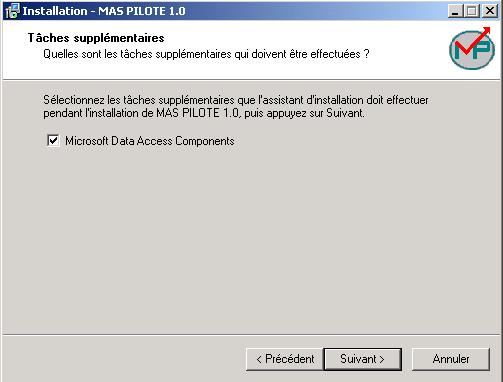 Installation - MAS PILOTE 1.0
Tâches supplémentaires
Quelles sont les tâches supplémentaires qui doivent être effectuées ?
MP
Sélectionnez les tâches supplémentaires que l'assistant d'installation doit effectuer
pendant l'installation de MAS PILOTE 1.0, puis appuyez sur Suivant.
Microsoft Data Access Components
< Précédent Suivant > Annuler